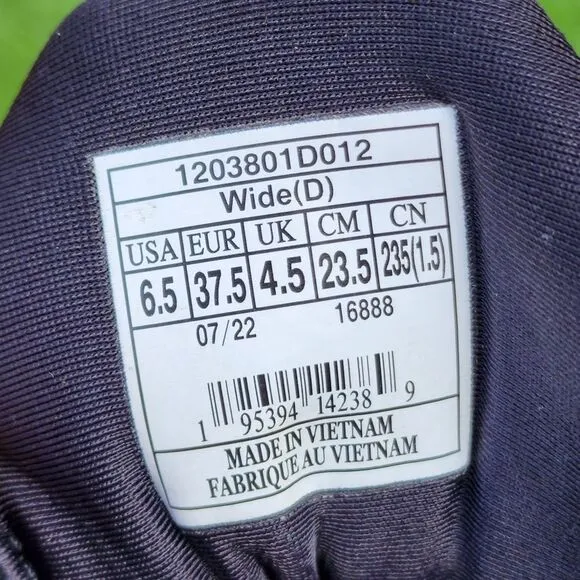 1203801D012
Wide(D)
USA EUR UK CM CN
6.5 37.5 4.5 23.5 235(1.5)
07/22 16888
1 95394 14238 9
MADE IN VIETNAM
FABRIQUE AU VIETNAM